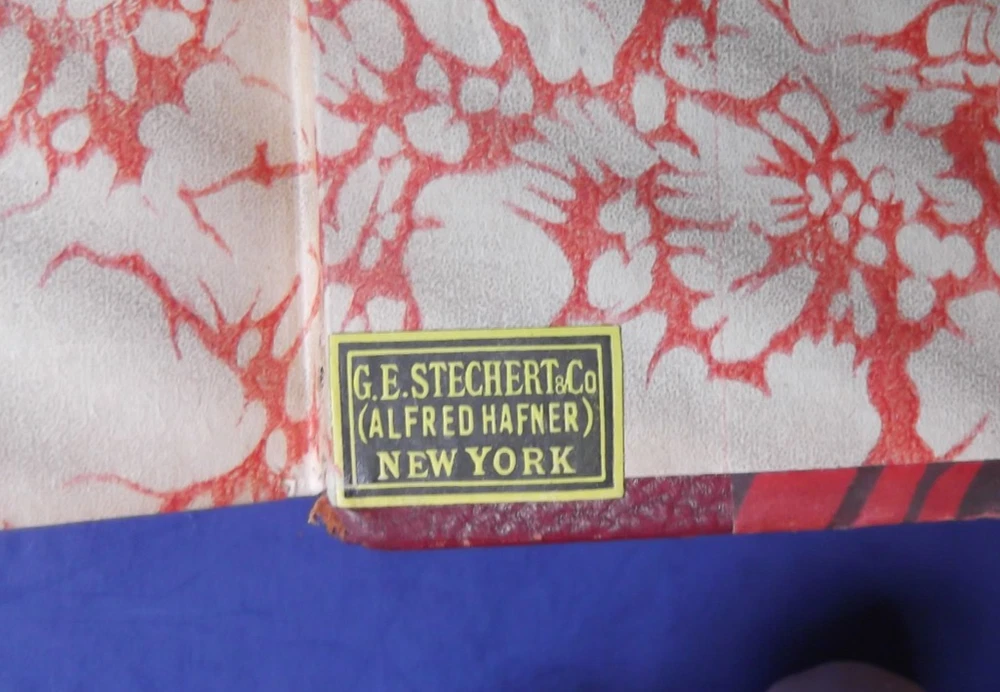 G.E. STECHERT & Co
(ALFRED HAFNER)
NEW YORK